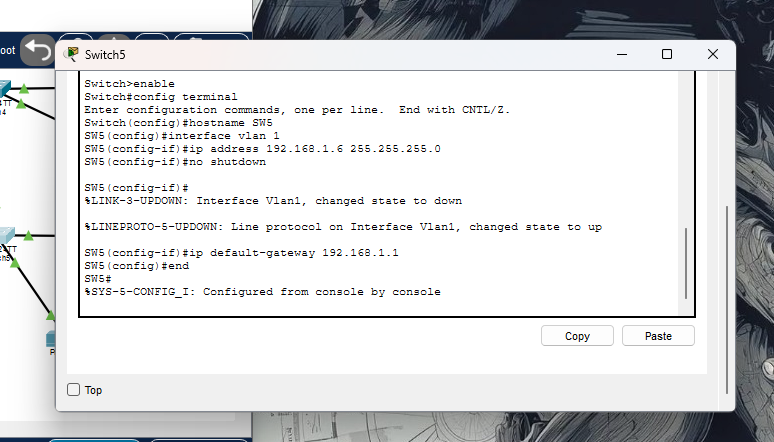 oot
Switch5
Switch>enable
Switch#config terminal
Enter configuration commands, one per line.  End with CNTL/Z.
Switch(config)#hostname SW5
SW5(config)#interface vlan 1
SW5(config-if)#ip address 192.168.1.6 255.255.255.0
SW5(config-if)#no shutdown
SW5(config-if)#
%LINK-3-UPDOWN: Interface Vlan1, changed state to down
%LINEPROTO-5-UPDOWN: Line protocol on Interface Vlan1, changed state to up
SW5(config-if)#ip default-gateway 192.168.1.1
SW5(config)#end
SW5#
%SYS-5-CONFIG_I: Configured from console by console
Copy
Paste
Top